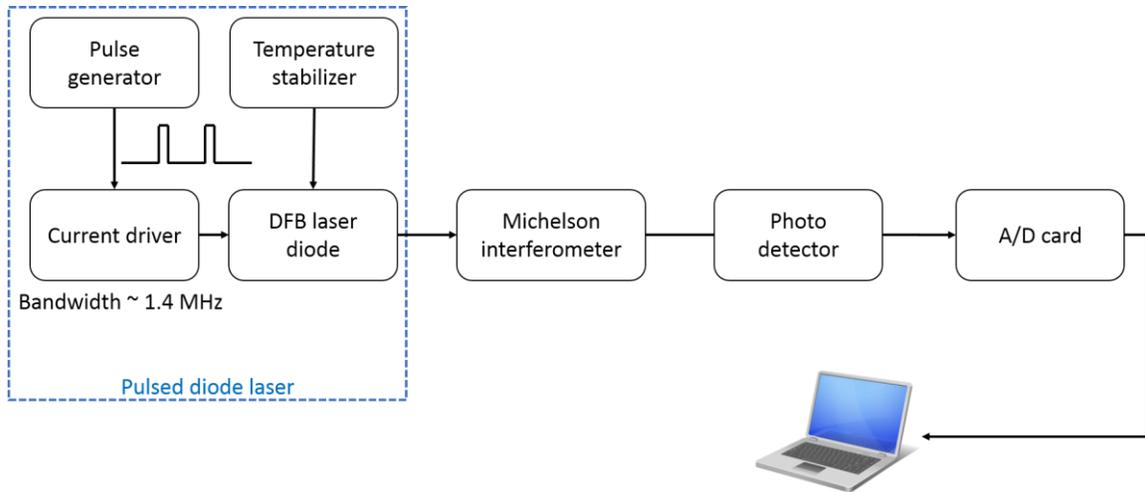 Pulse
generator
Temperature
stabilizer
Current driver
DFB laser
diode
Michelson
interferometer
Photo
detector
A/D card
Bandwidth ~ 1.4 MHz
Pulsed diode laser